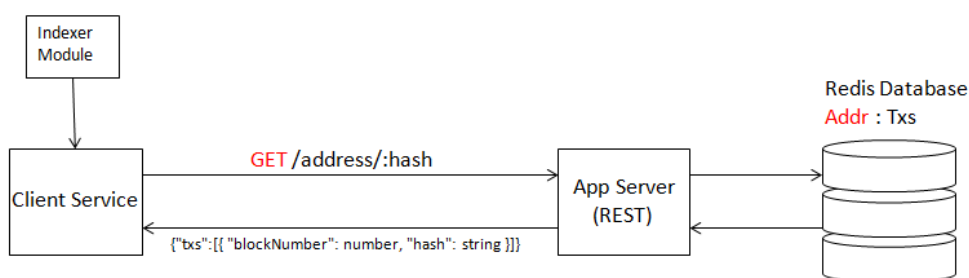 Indexer
Module
Redis Database
Addr : Txs
GET /address/:hash
Client Service
App Server
(REST)
{"txs":[{ "blockNumber": number, "hash": string }]}